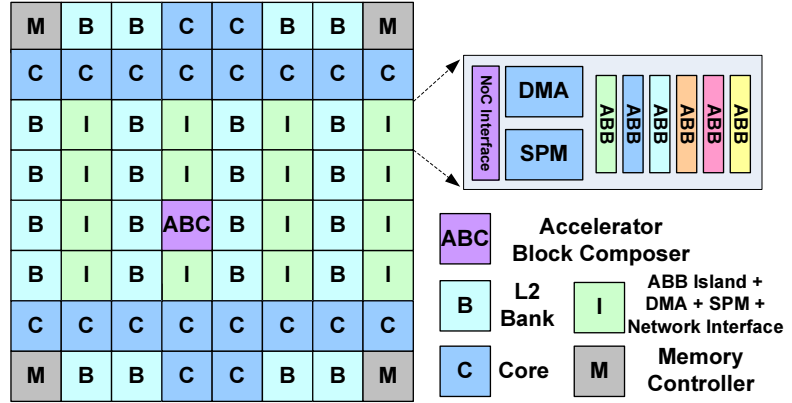 M B B C C B B M
C C C C C C C C
B I B I B I B I
B I B I B I B I
B I B ABC B I B I
B I B I B I B I
C C C C C C C C
M B B C C B B M
NoC Interface
DMA
SPM
ABB ABB ABB ABB ABB ABB
ABC
Accelerator
Block Composer
B
L2
Bank
I
ABB Island +
DMA + SPM +
Network Interface
C
Core
M
Memory
Controller